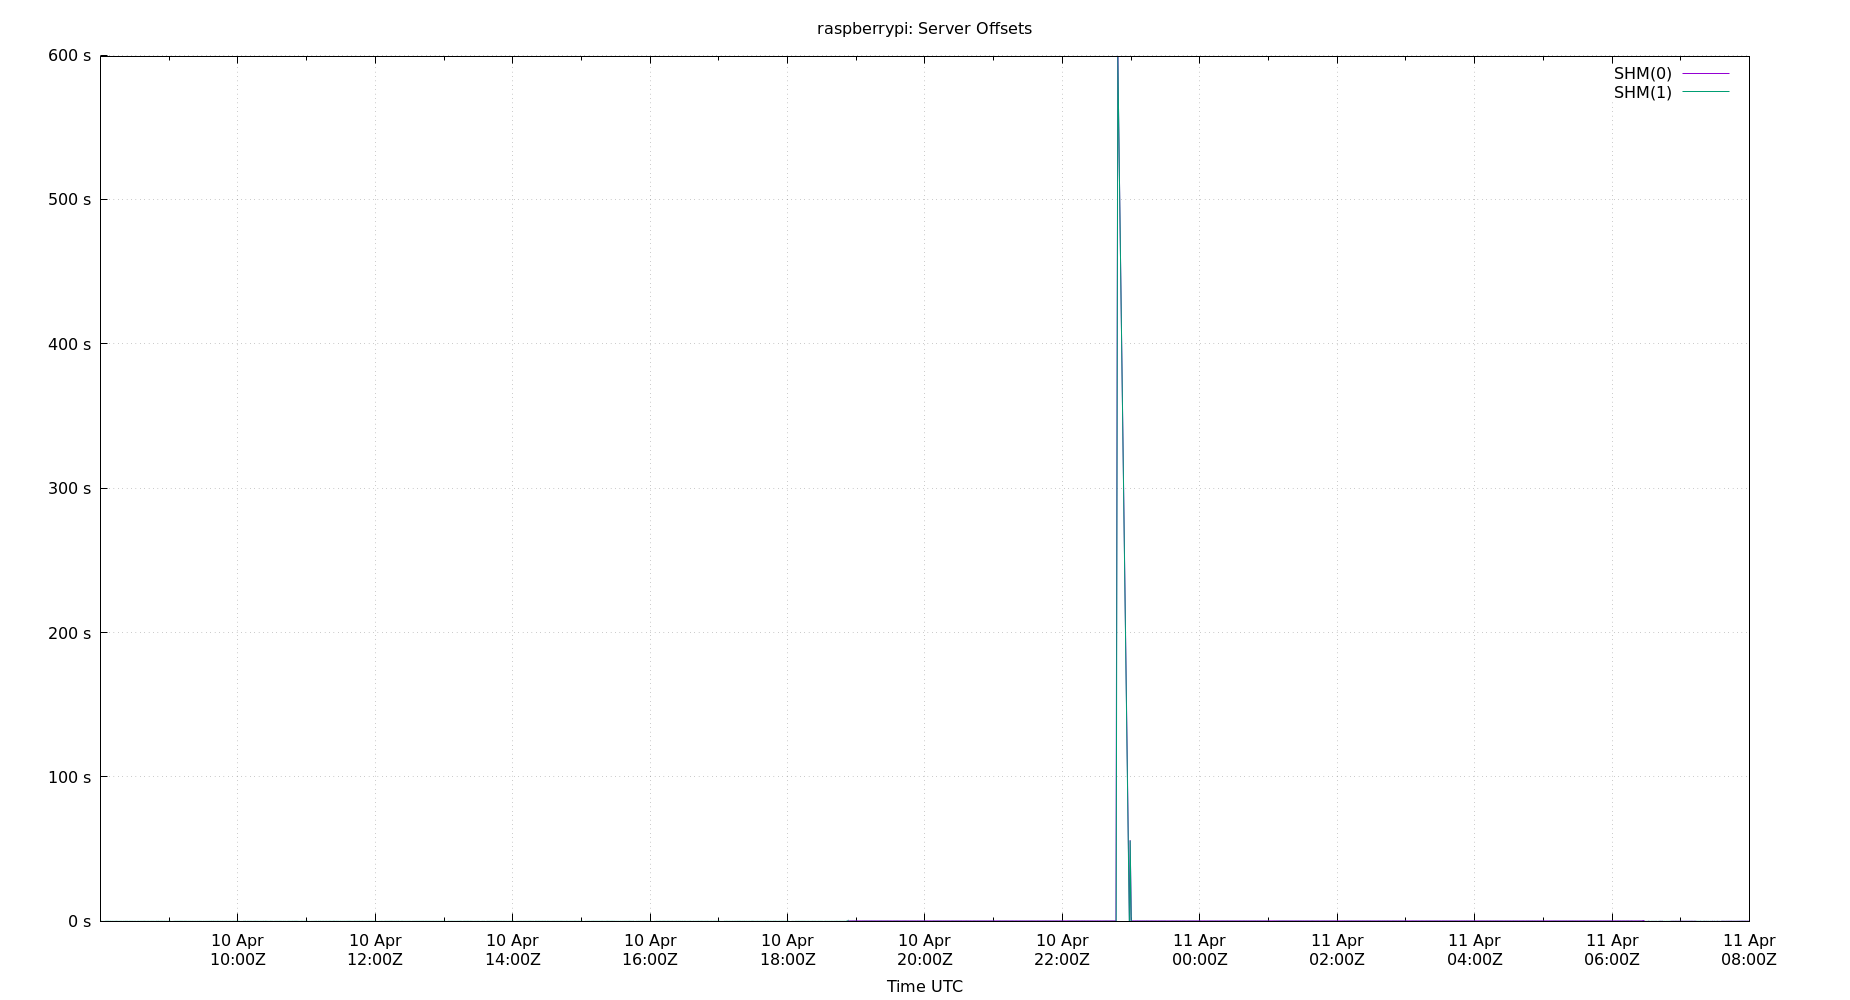 raspberrypi: Server Offsets
600 s
SHM(0)
SHM(1)
500 s
400 s
300 s
200 s
100 s
0 s
10 Apr 10 Apr 10 Apr 10 Apr 10 Apr 10 Apr 10 Apr 11 Apr 11 Apr 11 Apr 11 Apr 11 Apr
10:00Z 12:00Z 14:00Z 16:00Z 18:00Z 20:00Z 22:00Z 00:00Z 02:00Z 04:00Z 06:00Z 08:00Z
Time UTC